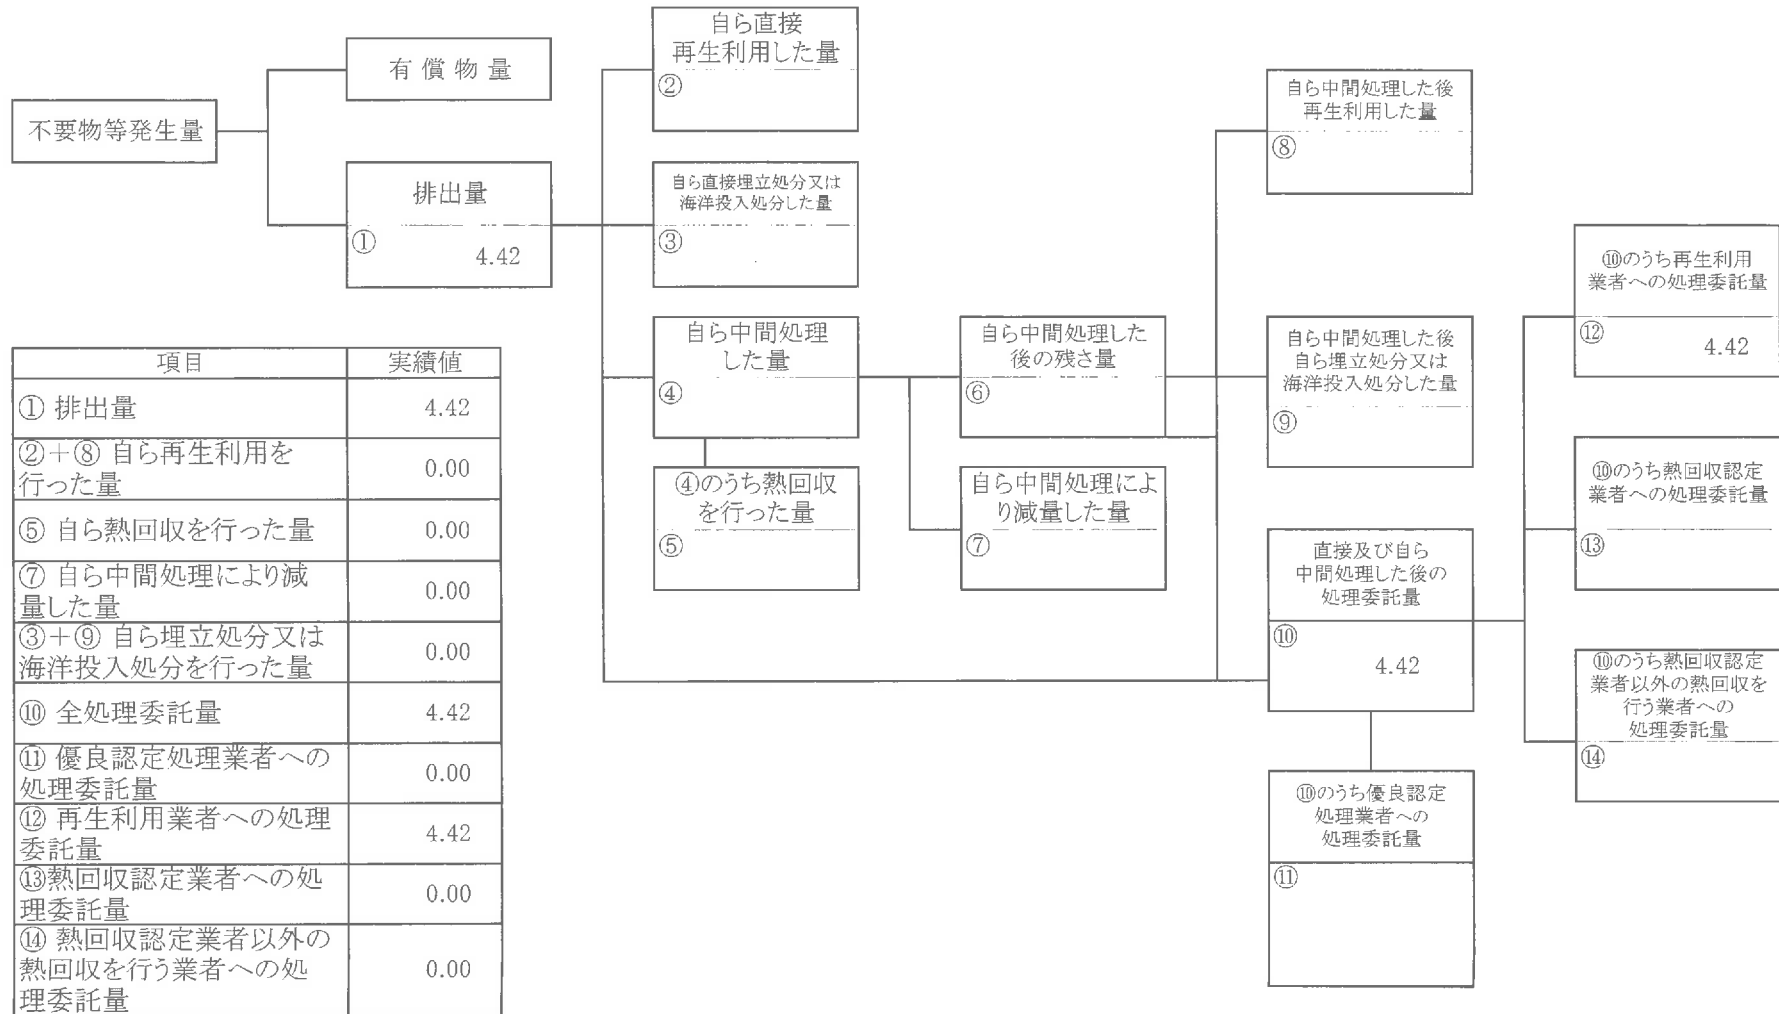 不要物等発生量
有償物量
排出量
①
4.42
自ら直接
再生利用した量
②
自ら直接埋立処分又は
海洋投入処分した量
③
自ら中間処理
した量
④
④のうち熱回収
を行った量
⑤
自ら中間処理した
後の残さ量
⑥
自ら中間処理によ
り減量した量
⑦
自ら中間処理した後
再生利用した量
⑧
自ら中間処理した後
自ら埋立処分又は
海洋投入処分した量
⑨
直接及び自ら
中間処理した後の
処理委託量
⑩
4.42
⑩のうち優良認定
処理業者への
処理委託量
⑪
⑩のうち再生利用
業者への処理委託量
⑫
4.42
⑩のうち熱回収認定
業者への処理委託量
⑬
⑩のうち熱回収認定
業者以外の熱回収を
行う業者への
処理委託量
⑭
項目 実績値
① 排出量 4.42
②＋⑧ 自ら再生利用を
行った量 0.00
⑤ 自ら熱回収を行った量 0.00
⑦ 自ら中間処理により減
量した量 0.00
③＋⑨ 自ら埋立処分又は
海洋投入処分を行った量 0.00
⑩ 全処理委託量 4.42
⑪ 優良認定処理業者への
処理委託量 0.00
⑫ 再生利用業者への処理
委託量 4.42
⑬熱回収認定業者への処
理委託量 0.00
⑭ 熱回収認定業者以外の
熱回収を行う業者への処 0.00
理委託量